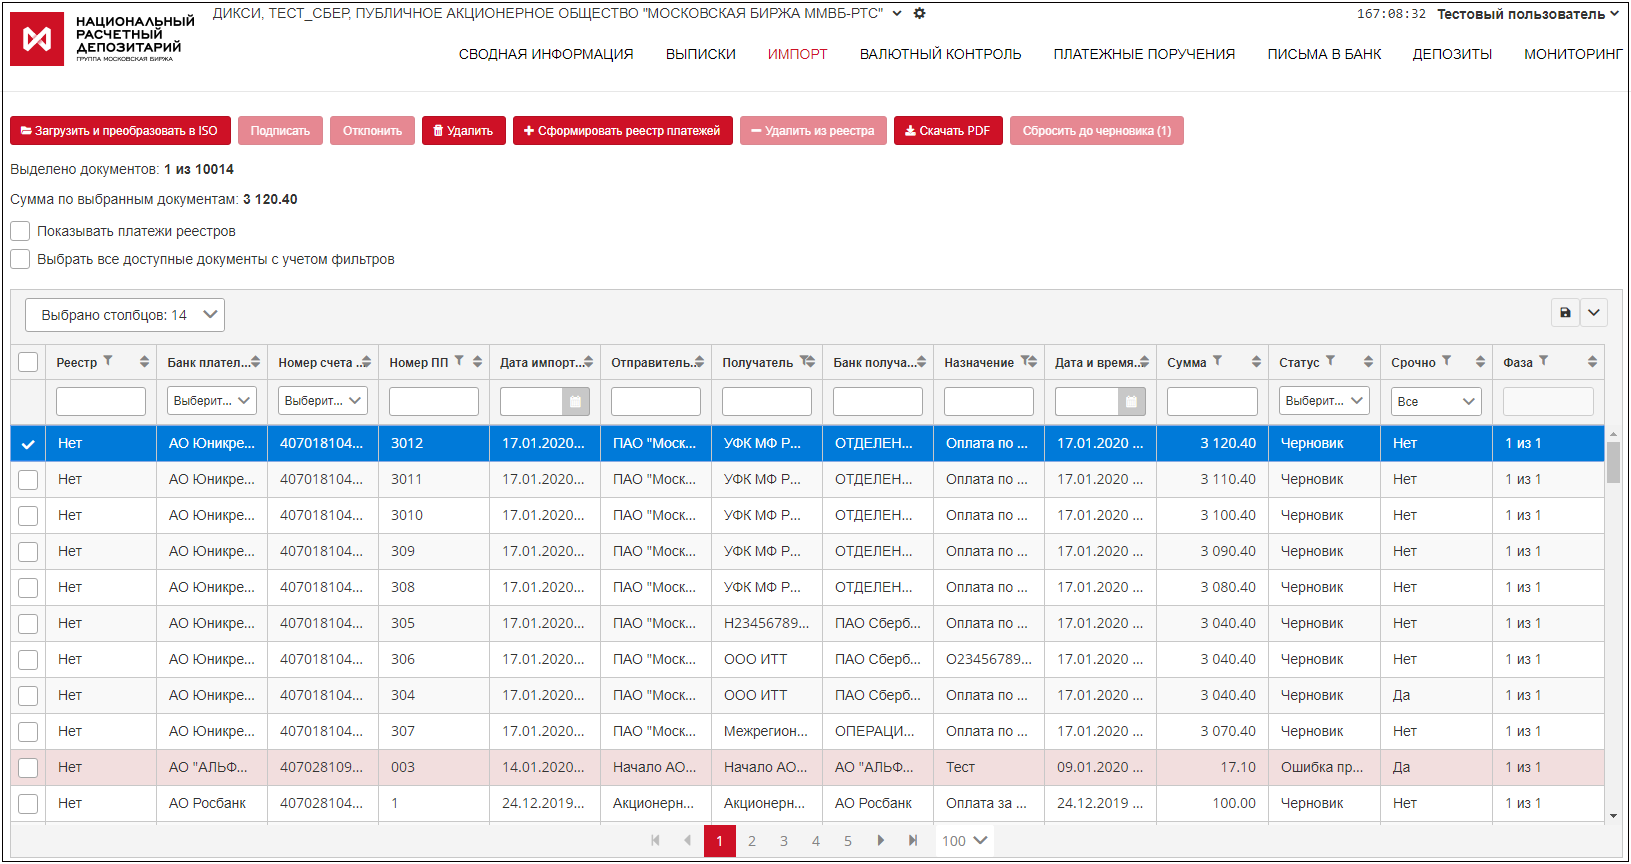 НАЦИОНАЛЬНЫЙ
РАСЧЕТНЫЙ
ДЕПОЗИТАРИЙ
ГРУППА МОСКОВСКАЯ БИРЖА
ДИКСИ, ТЕСТ_СБЕР, ПУБЛИЧНОЕ АКЦИОНЕРНОЕ ОБЩЕСТВО "МОСКОВСКАЯ БИРЖА ММВБ-РТС" 167:08:32 Тестовый пользователь
СВОДНАЯ ИНФОРМАЦИЯ ВЫПИСКИ ИМПОРТ ВАЛЮТНЫЙ КОНТРОЛЬ ПЛАТЕЖНЫЕ ПОРУЧЕНИЯ ПИСЬМА В БАНК ДЕПОЗИТЫ МОНИТОРИНГ
Загрузить и преобразовать в ISO Подписать Отклонить Удалить Сформировать реестр платежей Удалить из реестра Скачать PDF Сбросить до черновика (1)
Выделено документов: 1 из 10014
Сумма по выбранным документам: 3 120.40
Показывать платежи реестров
Выбрать все доступные документы с учетом фильтров
Выбрано столбцов: 14
Реестр Банк плател... Номер счета ... Номер ПП Дата импорт... Отправитель... Получатель Банк получа... Назначение Дата и время... Сумма Статус Срочно Фаза
Выберит... Выберит... Выберит... Все
Нет АО Юникре... 407018104... 3012 17.01.2020... ПАО "Моск... УФК МФ Р... ОТДЕЛЕН... Оплата по ... 17.01.2020 ... 3 120.40 Черновик Нет 1 из 1
Нет АО Юникре... 407018104... 3011 17.01.2020... ПАО "Моск... УФК МФ Р... ОТДЕЛЕН... Оплата по ... 17.01.2020 ... 3 110.40 Черновик Нет 1 из 1
Нет АО Юникре... 407018104... 3010 17.01.2020... ПАО "Моск... УФК МФ Р... ОТДЕЛЕН... Оплата по ... 17.01.2020 ... 3 100.40 Черновик Нет 1 из 1
Нет АО Юникре... 407018104... 309 17.01.2020... ПАО "Моск... УФК МФ Р... ОТДЕЛЕН... Оплата по ... 17.01.2020 ... 3 090.40 Черновик Нет 1 из 1
Нет АО Юникре... 407018104... 308 17.01.2020... ПАО "Моск... УФК МФ Р... ОТДЕЛЕН... Оплата по ... 17.01.2020 ... 3 080.40 Черновик Нет 1 из 1
Нет АО Юникре... 407018104... 305 17.01.2020... ПАО "Моск... Н23456789... ПАО Сберб... Оплата по ... 17.01.2020 ... 3 040.40 Черновик Нет 1 из 1
Нет АО Юникре... 407018104... 306 17.01.2020... ПАО "Моск... ООО ИТТ ПАО Сберб... О23456789... 17.01.2020 ... 3 040.40 Черновик Нет 1 из 1
Нет АО Юникре... 407018104... 304 17.01.2020... ПАО "Моск... ООО ИТТ ПАО Сберб... Оплата по ... 17.01.2020 ... 3 040.40 Черновик Да 1 из 1
Нет АО Юникре... 407018104... 307 17.01.2020... ПАО "Моск... Межрегион... ОПЕРАЦИ... Оплата по ... 17.01.2020 ... 3 070.40 Черновик Нет 1 из 1
Нет АО "АЛЬФ... 407028109... 003 14.01.2020... Начало АО... Начало АО... АО "АЛЬФ... Тест 09.01.2020 ... 17.10 Ошибка пр... Да 1 из 1
Нет АО Росбанк 407028104... 1 24.12.2019... Акционерн... Акционерн... АО Росбанк Оплата за ... 24.12.2019 ... 100.00 Черновик Нет 1 из 1
1 2 3 4 5 100